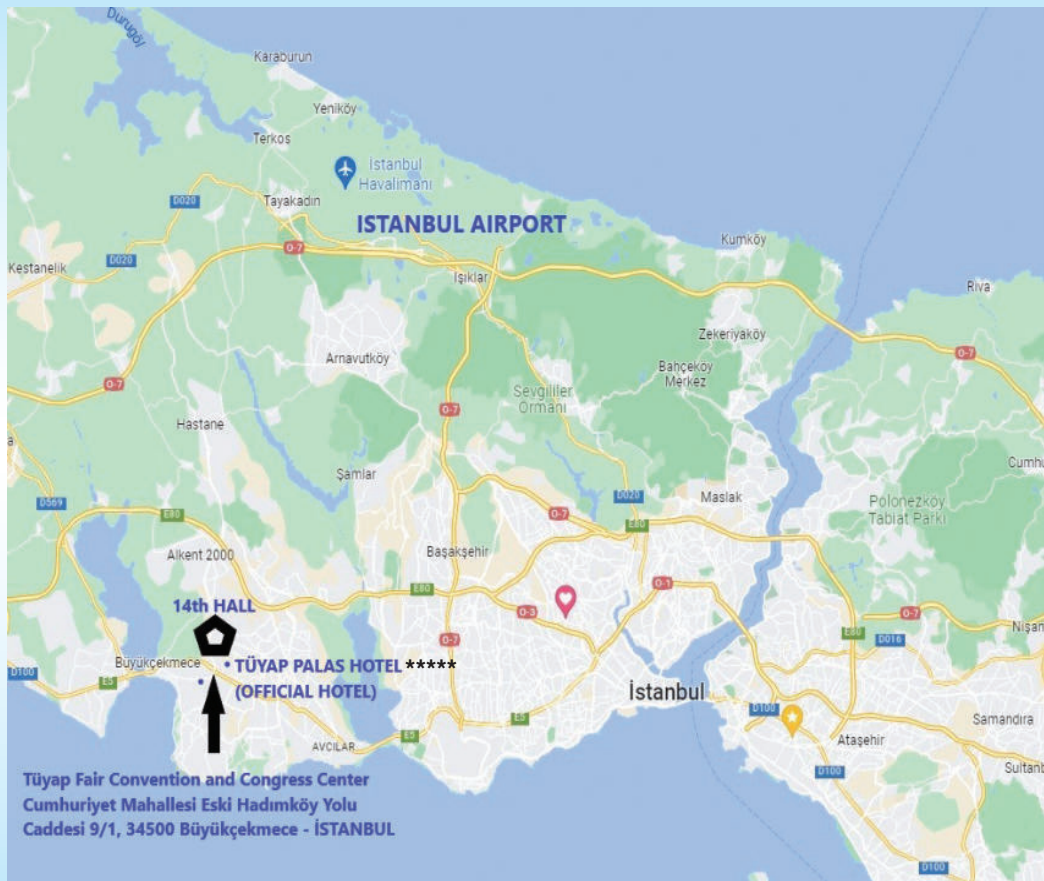 Durugöl
Karaburun
Yeniköy
Terkos
İstanbul
Havalimanı
D020
Tayakadın
ISTANBUL AIRPORT
Kumköy
O-7
D020
Kestanelik
Işıklar
Riva
Zekeriyaköy
O-7
Arnavutköy
Bahçeköy
Merkez
O-7
Sevgililer
Ormanı
O-7
Hastane
Şamlar
Cumhu
D569
D020
Maslak
Polonezköy
Tabiat Parkı
E80
O-7
E80
Alkent 2000
Başakşehir
E80
O-1
14th HALL
O-3
O-7
Nişan
E80
D016
O-7
Büyükçekmece
TÜYAP PALAS HOTEL *****
(OFFICIAL HOTEL)
D100
E5
İstanbul
D100
Samandıra
E5
AVCILAR
E5
Ataşehir
Sultanb
D100
Tüyap Fair Convention and Congress Center
Cumhuriyet Mahallesi Eski Hadımköy Yolu
Caddesi 9/1, 34500 Büyükçekmece - İSTANBUL
D100